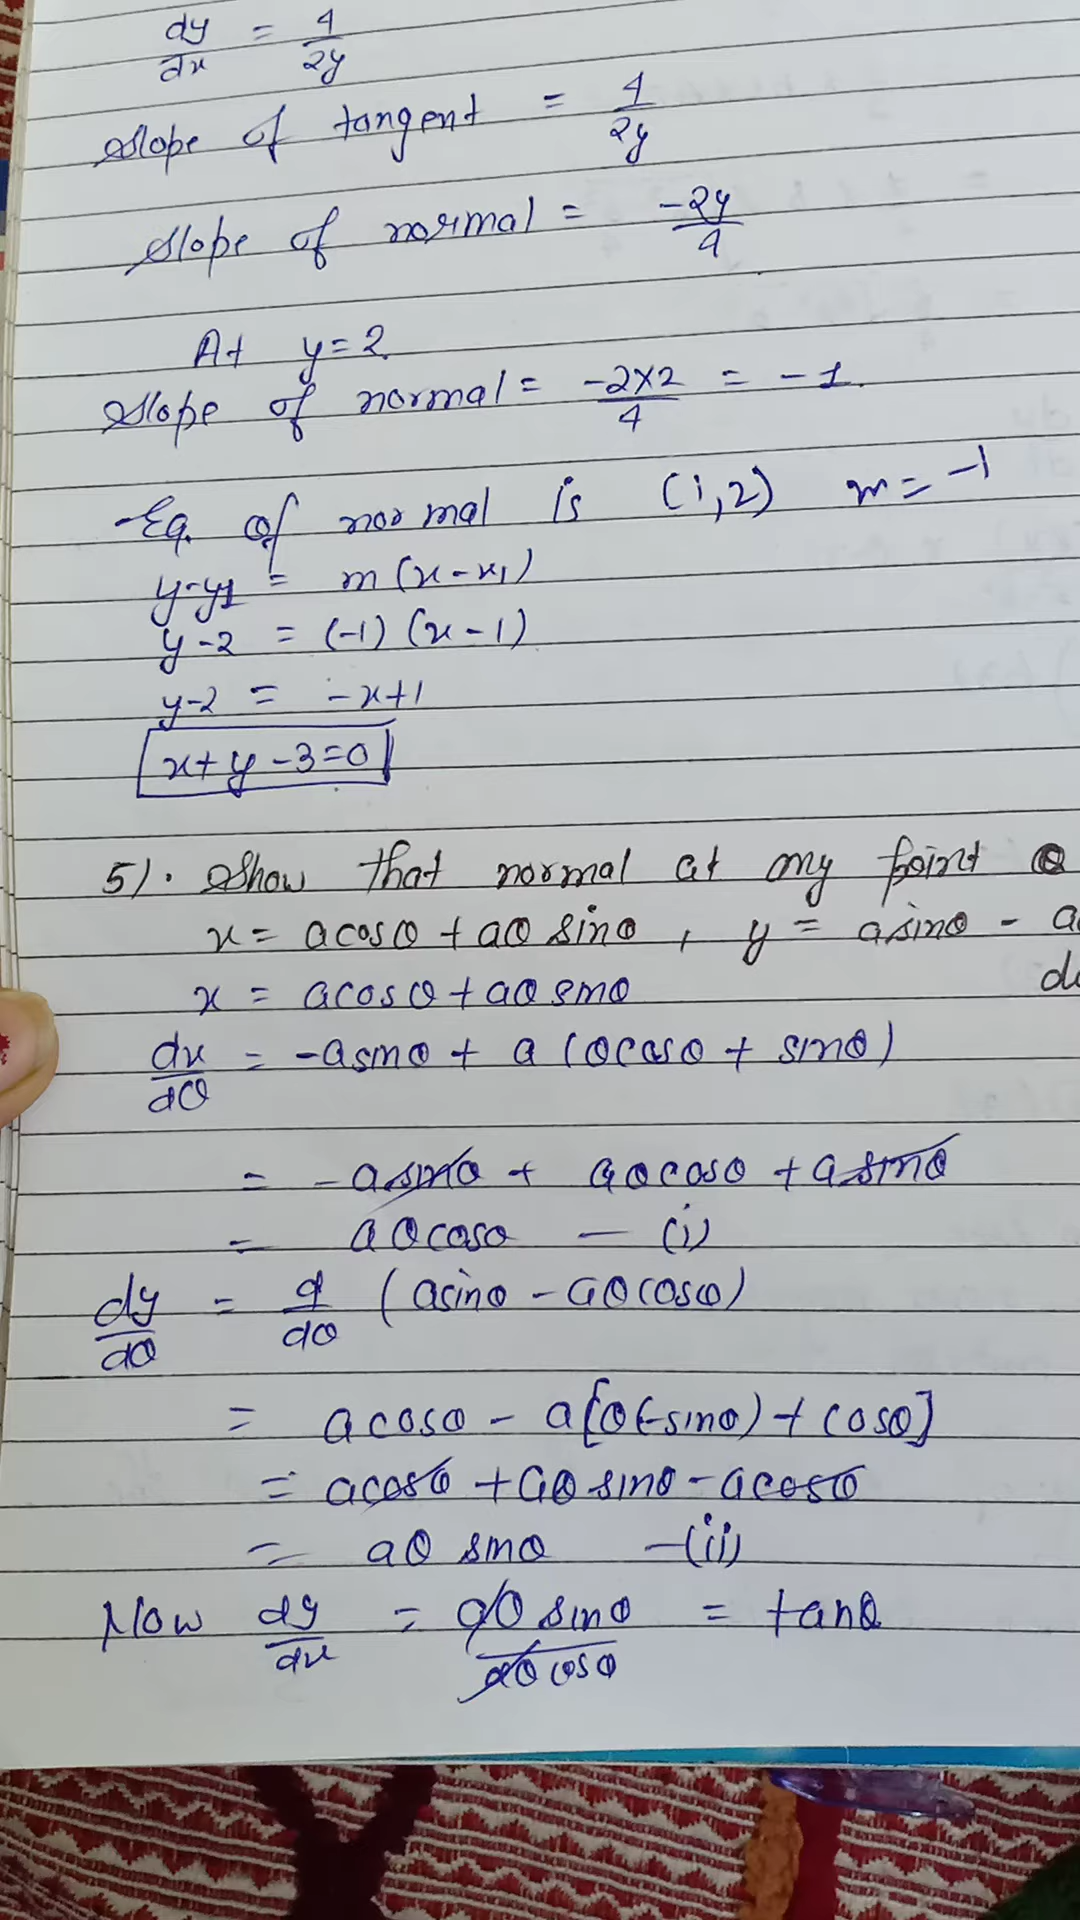 dy/dx = 4/2y
Slope of tangent = 4/2y
Slope of normal = -2y/4
At y=2
Slope of normal = -2×2/4 = -1.
Eq. of normal is (1,2) m = -1
y-y1 = m(x-x1)
y-2 = (-1) (x-1)
y-2 = -x+1
x+y-3=0
5). Show that normal at any point θ
x = acosθ + aθ sinθ , y = asinθ - a
x = acosθ + aθ sinθ
dx/dθ = -asinθ + a (θcosθ + sinθ)
= -asinθ + aθcosθ + asinθ
= aθcosθ — (i)
dy/dθ = d/dθ (asinθ - aθcosθ)
= acosθ - a[θ(-sinθ) + cosθ]
= acosθ + aθ sinθ - acosθ
= aθ sinθ —(ii)
Now dy/dx = aθ sinθ/aθ cosθ = tanθ